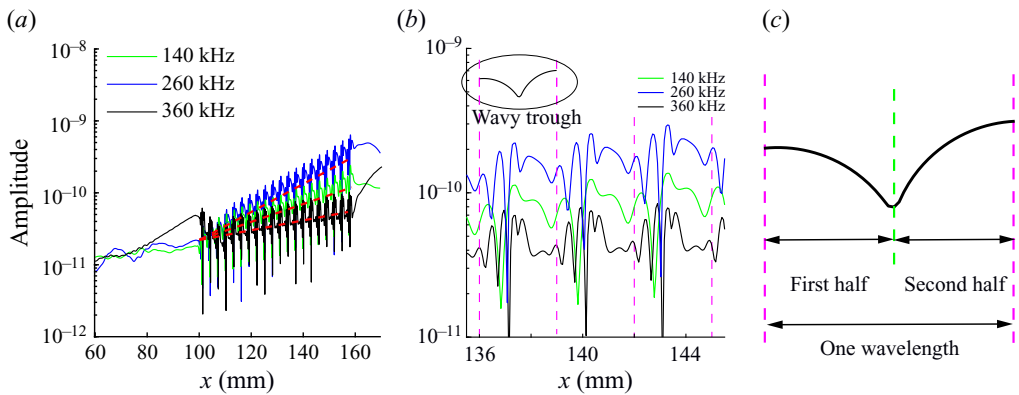 (a)
Amplitude
10–8
10–9
10–10
10–11
10–12
140 kHz
260 kHz
360 kHz
60 80 100 120 140 160
x (mm)
(b)
10–9
10–10
10–11
Wavy trough
140 kHz
260 kHz
360 kHz
136 140 144
x (mm)
(c)
First half Second half
One wavelength